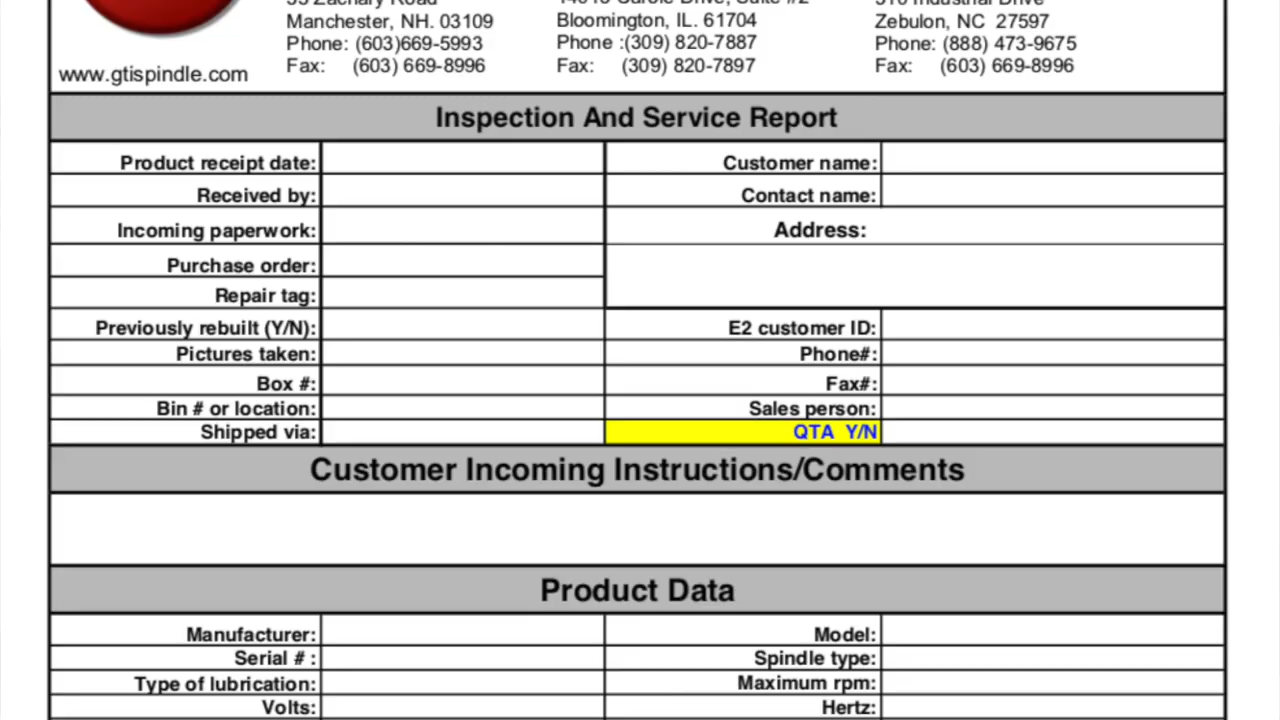 Manchester, NH. 03109 Bloomington, IL. 61704 Zebulon, NC 27597
Phone: (603)669-5993 Phone :(309) 820-7887 Phone: (888) 473-9675
www.gtispindle.com Fax: (603) 669-8996 Fax: (309) 820-7897 Fax: (603) 669-8996
Inspection And Service Report
Product receipt date: Customer name:
Received by: Contact name:
Incoming paperwork: Address:
Purchase order:
Repair tag:
Previously rebuilt (Y/N): E2 customer ID:
Pictures taken: Phone#:
Box #: Fax#:
Bin # or location: Sales person:
Shipped via: QTA Y/N
Customer Incoming Instructions/Comments
Product Data
Manufacturer: Model:
Serial # : Spindle type:
Type of lubrication: Maximum rpm:
Volts: Hertz: